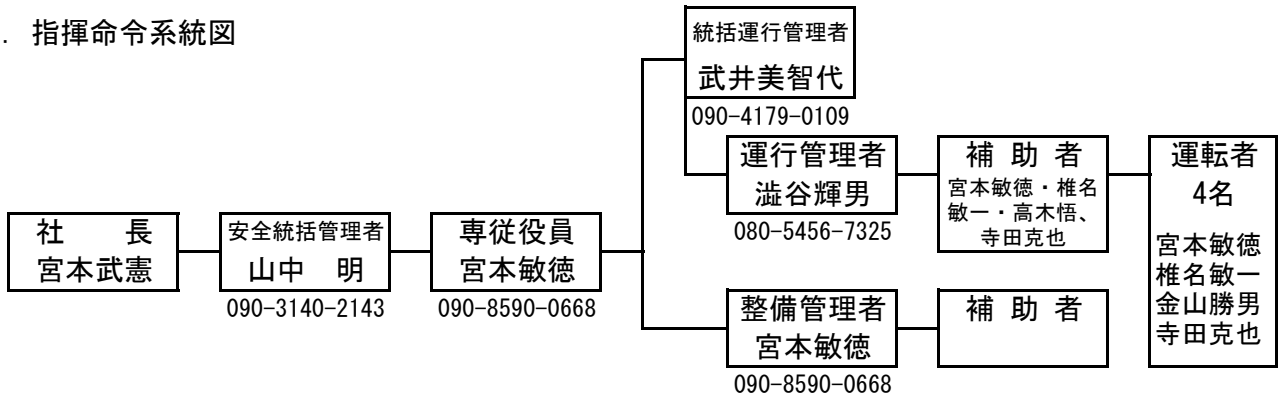 . 指揮命令系統図
統括運行管理者
武井美智代
090-4179-0109
運行管理者
澁谷輝男
080-5456-7325
補 助 者
宮本敏徳・椎名
敏一・高木悟、
寺田克也
運転者
4名
宮本敏徳
椎名敏一
金山勝男
寺田克也
社 長
宮本武憲
安全統括管理者
山中 明
090-3140-2143
専従役員
宮本敏徳
090-8590-0668
整備管理者
宮本敏徳
090-8590-0668
補 助 者